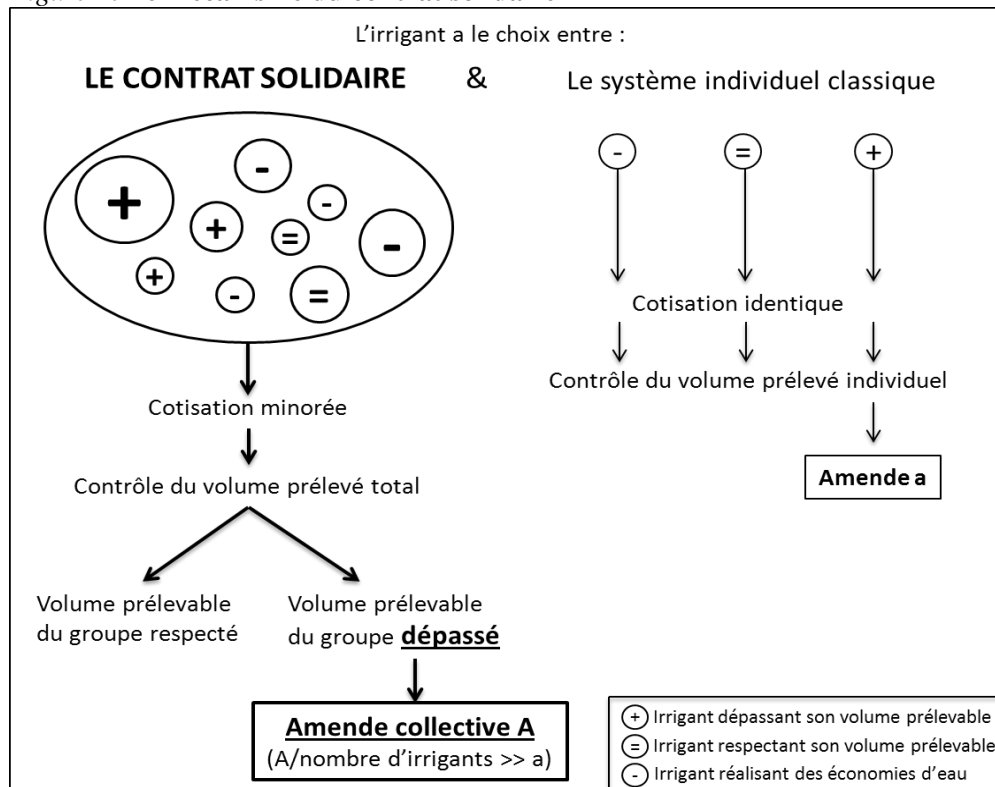 L'irrigant a le choix entre :
LE CONTRAT SOLIDAIRE & Le système individuel classique
+ - - + = - + - =
- = +
Cotisation identique
Contrôle du volume prélevé individuel
Amende a
Cotisation minorée
Contrôle du volume prélevé total
Volume prélevable
du groupe respecté
Volume prélevable
du groupe dépassé
Amende collective A
(A/nombre d'irrigants >> a)
+ Irrigant dépassant son volume prélevable
= Irrigant respectant son volume prélevable
- Irrigant réalisant des économies d'eau